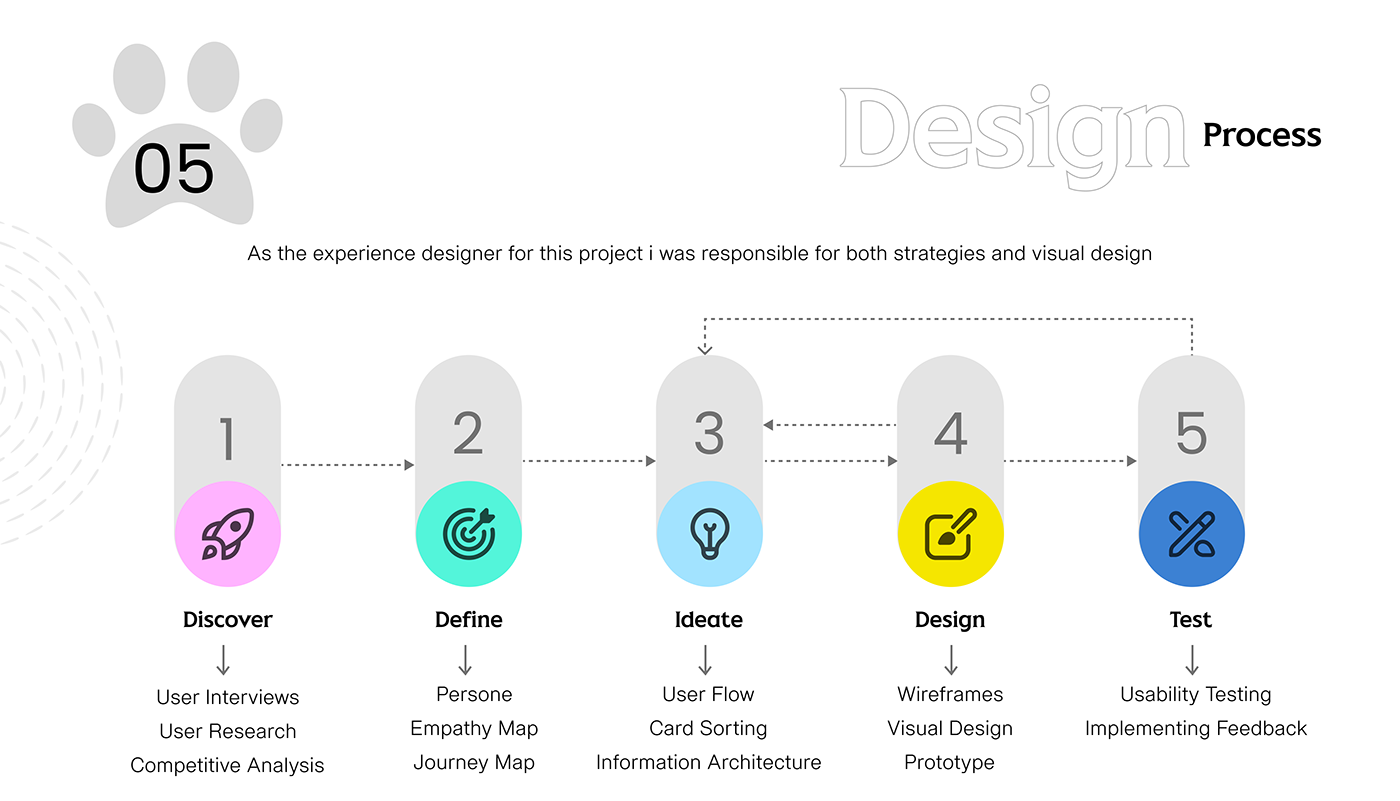 05
Design Process
As the experience designer for this project i was responsible for both strategies and visual design
1
2
3
4
5
Discover
User Interviews
User Research
Competitive Analysis
Define
Persone
Empathy Map
Journey Map
Ideate
User Flow
Card Sorting
Information Architecture
Design
Wireframes
Visual Design
Prototype
Test
Usability Testing
Implementing Feedback